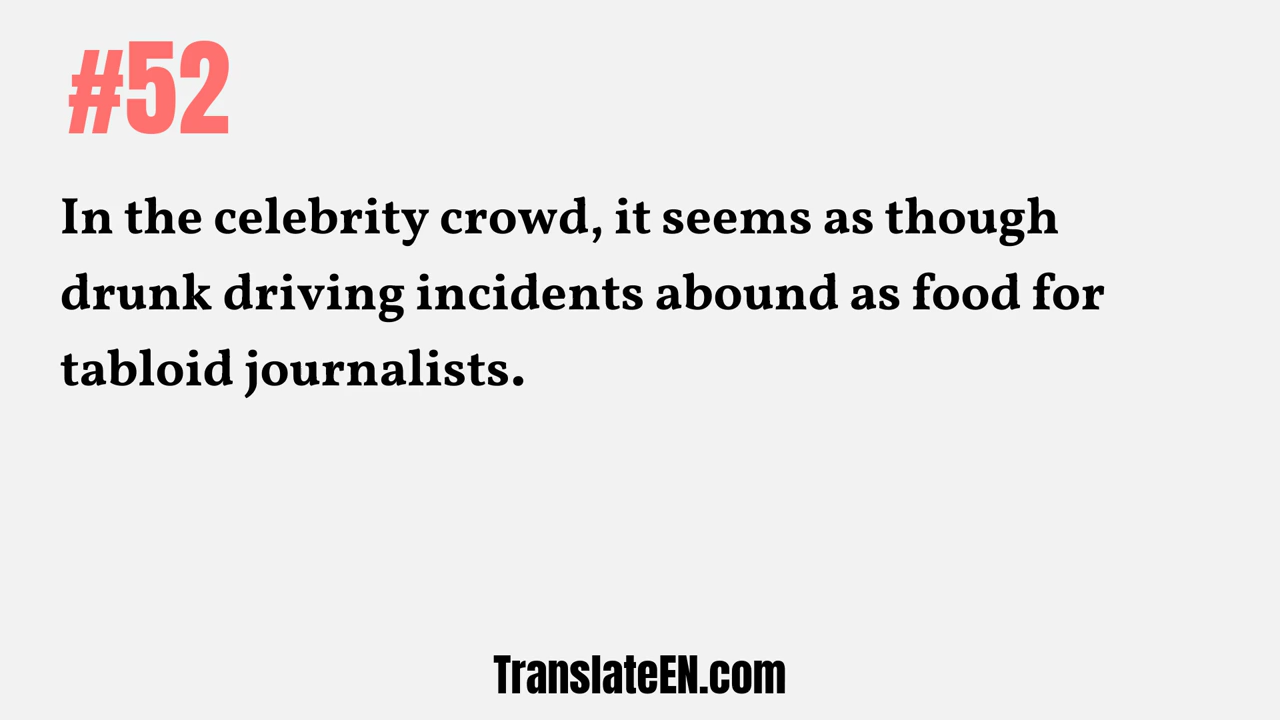 #52
In the celebrity crowd, it seems as though
drunk driving incidents abound as food for
tabloid journalists.
TranslateEN.com